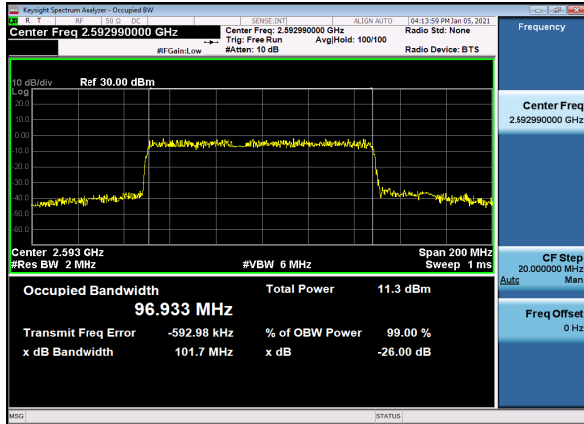 Keysight Spectrum Analyzer - Occupied BW
R T RF 50 Ω DC SENSE:INT ALIGN AUTO 04:13:59 PM Jan 05, 2021
Center Freq 2.592990000 GHz
Center Freq: 2.592990000 GHz
Radio Std: None
Trig: Free Run Avg|Hold: 100/100
#IFGain:Low
#Atten: 10 dB
Radio Device: BTS
10 dB/div Ref 30.00 dBm
Log
20.0
10.0
0.00
-10.0
-20.0
-30.0
-40.0
-50.0
-60.0
Center 2.593 GHz Span 200 MHz
#Res BW 2 MHz #VBW 6 MHz Sweep 1 ms
Occupied Bandwidth Total Power 11.3 dBm
96.933 MHz
Transmit Freq Error -592.98 kHz % of OBW Power 99.00 %
x dB Bandwidth 101.7 MHz x dB -26.00 dB
MSG STATUS
Frequency
Center Freq
2.592990000 GHz
CF Step
20.000000 MHz
Auto Man
Freq Offset
0 Hz